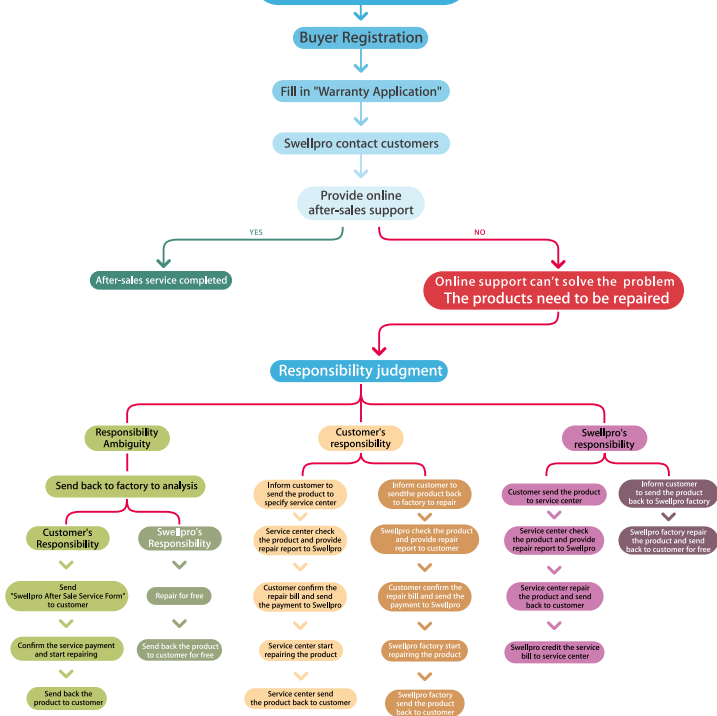 Buyer Registration
Fill in "Warranty Application"
Swellpro contact customers
Provide online
after-sales support
YES
NO
After-sales service completed
Online support can't solve the problem
The products need to be repaired
Responsibility judgment
Responsibility
Ambiguity
Send back to factory to analysis
Customer's
Responsibility
Send
"Swellpro After Sale Service Form"
to customer
Confirm the service payment
and start repairing
Send back the
product to customer
Swellpro's
Responsibility
Repair for free
Send back the product
to customer for free
Customer's
responsibility
Inform customer to
send the product to
specify service center
Service center check
the product and provide
repair report to Swellpro
Customer confirm the
repair bill and send
the payment to Swellpro
Service center start
repairing the product
Service center send
the product back to customer
Inform customer to
sendthe product back
to factory to repair
Swellpro check the product
and provide repair
report to customer
Customer confirm the
repair bill and send the
payment to Swellpro
Swellpro factory start
repairing the product
Swellpro factory
send the product
back to customer
Swellpro's
responsibility
Customer send the product
to service center
Service center check
the product and provide
repair report to Swellpro
Service center repair
the product and send
back to customer
Swellpro credit the service
bill to service center
Inform customer
to send the product
back to Swellpro factory
Swellpro factory repair
the product and send
back to customer for free